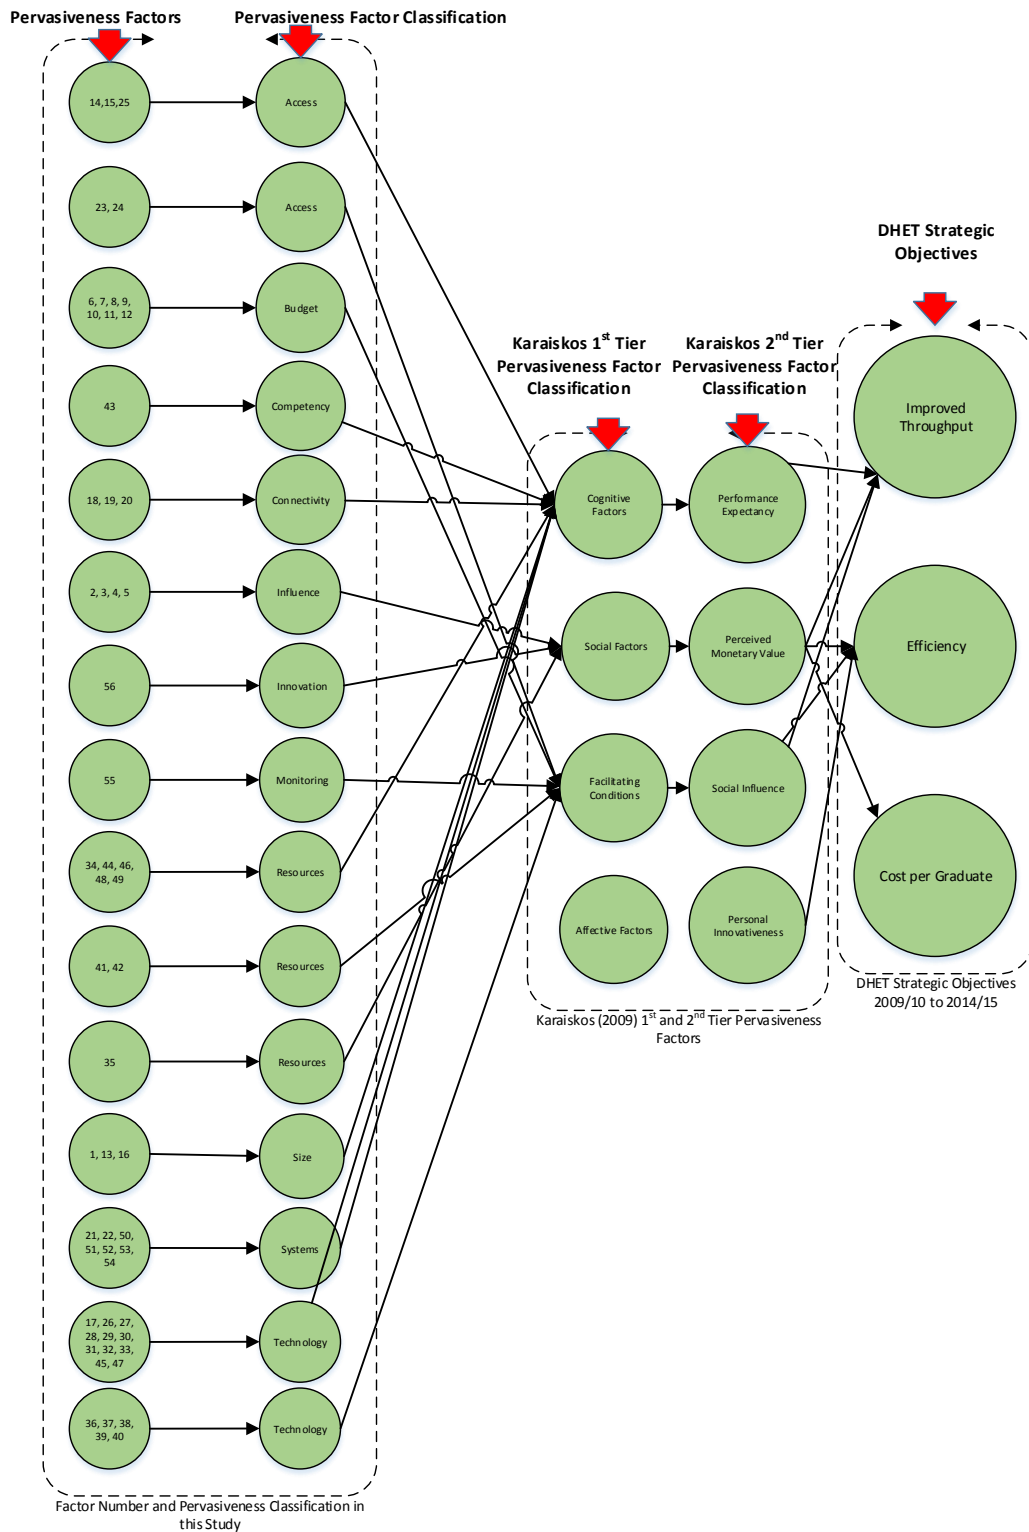 Pervasiveness Factors
Pervasiveness Factor Classification
14,15,25
Access
23, 24
Access
6, 7, 8, 9,
10, 11, 12
Budget
43
Competency
18, 19, 20
Connectivity
2, 3, 4, 5
Influence
56
Innovation
55
Monitoring
34, 44, 46,
48, 49
Resources
41, 42
Resources
35
Resources
1, 13, 16
Size
21, 22, 50,
51, 52, 53,
54
Systems
17, 26, 27,
28, 29, 30,
31, 32, 33,
45, 47
Technology
36, 37, 38,
39, 40
Technology
Factor Number and Pervasiveness Classification in
this Study
Karaiskos 1st Tier
Pervasiveness Factor
Classification
Karaiskos 2nd Tier
Pervasiveness Factor
Classification
Cognitive
Factors
Performance
Expectancy
Social Factors
Perceived
Monetary Value
Facilitating
Conditions
Social Influence
Affective Factors
Personal
Innovativeness
Karaiskos (2009) 1st and 2nd Tier Pervasiveness
Factors
DHET Strategic
Objectives
Improved
Throughput
Efficiency
Cost per Graduate
DHET Strategic Objectives
2009/10 to 2014/15